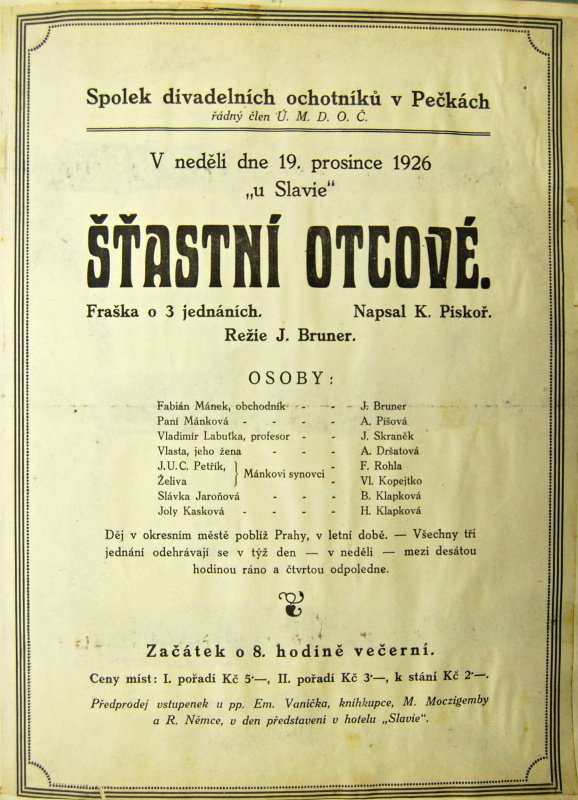 Spolek divadelních ochotníků v Pečkách
řádný člen Ú. M. D. O. Č.
V neděli dne 19. prosince 1926
„u Slavie“
ŠŤASTNÍ OTCOVÉ.
Fraška o 3 jednáních. Napsal K. Piskoř.
Režie J. Bruner.
OSOBY:
Fabián Mánek, obchodník - - J. Bruner
Paní Mánková - - - - A. Píšová
Vladimír Labuťka, profesor - - J. Skraněk
Vlasta, jeho žena - - - A. Dršatová
J.U.C. Petřík, } Mánkovi synovci - F. Rohla
Želiva - Vl. Kopejtko
Slávka Jaroňová - - - B. Klapková
Joly Kasková - - - - H. Klapková
Děj v okresním městě poblíž Prahy, v letní době. — Všechny tři
jednání odehrávají se v týž den — v neděli — mezi desátou
hodinou ráno a čtvrtou odpoledne.
Začátek o 8. hodině večerní.
Ceny míst: I. pořadí Kč 5·—, II. pořadí Kč 3·—, k stání Kč 2·—.
Předprodej vstupenek u pp. Em. Vanička, knihkupce, M. Moczigemby
a R. Němce, v den představení v hotelu „Slavie“.